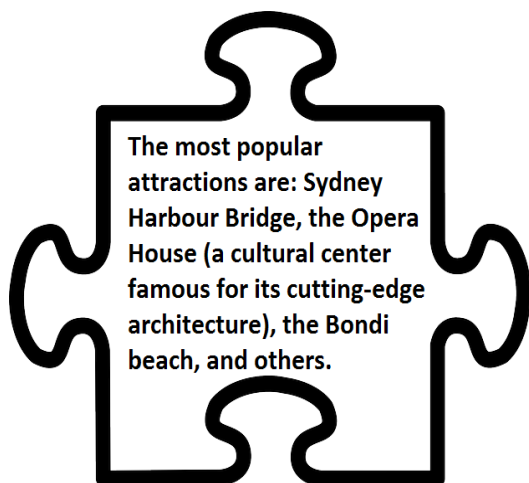 The most popular
attractions are: Sydney
Harbour Bridge, the Opera
House (a cultural center
famous for its cutting-edge
architecture), the Bondi
beach, and others.